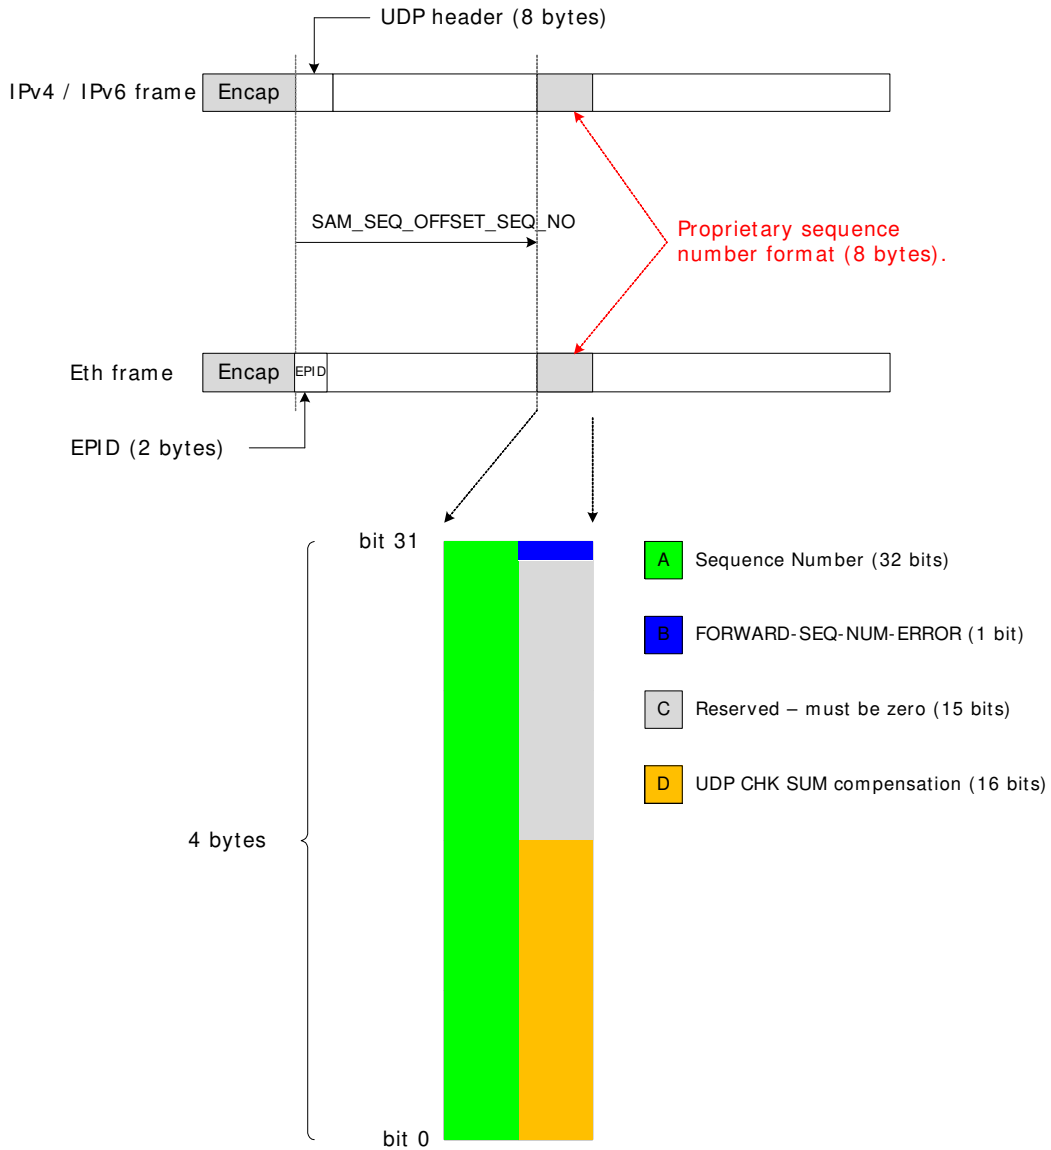 UDP header (8 bytes)
IPv4 / IPv6 frame
Encap
SAM_SEQ_OFFSET_SEQ_NO
Proprietary sequence
number format (8 bytes).
Eth frame
Encap
EPID
EPID (2 bytes)
bit 31
A
Sequence Number (32 bits)
B
FORWARD-SEQ-NUM-ERROR (1 bit)
C
Reserved – must be zero (15 bits)
D
UDP CHK SUM compensation (16 bits)
4 bytes
bit 0